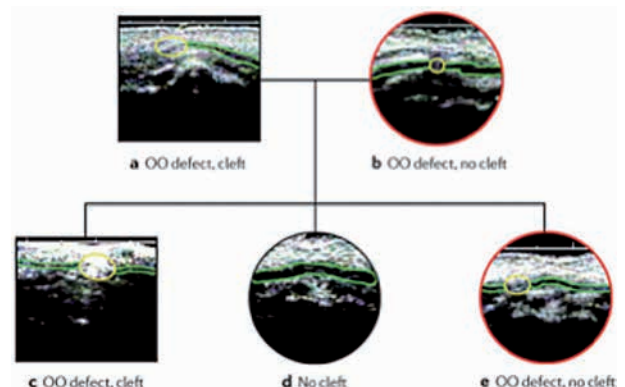 a OO defect, cleft
b OO defect, no cleft
c OO defect, cleft
d No cleft
e OO defect, no cleft